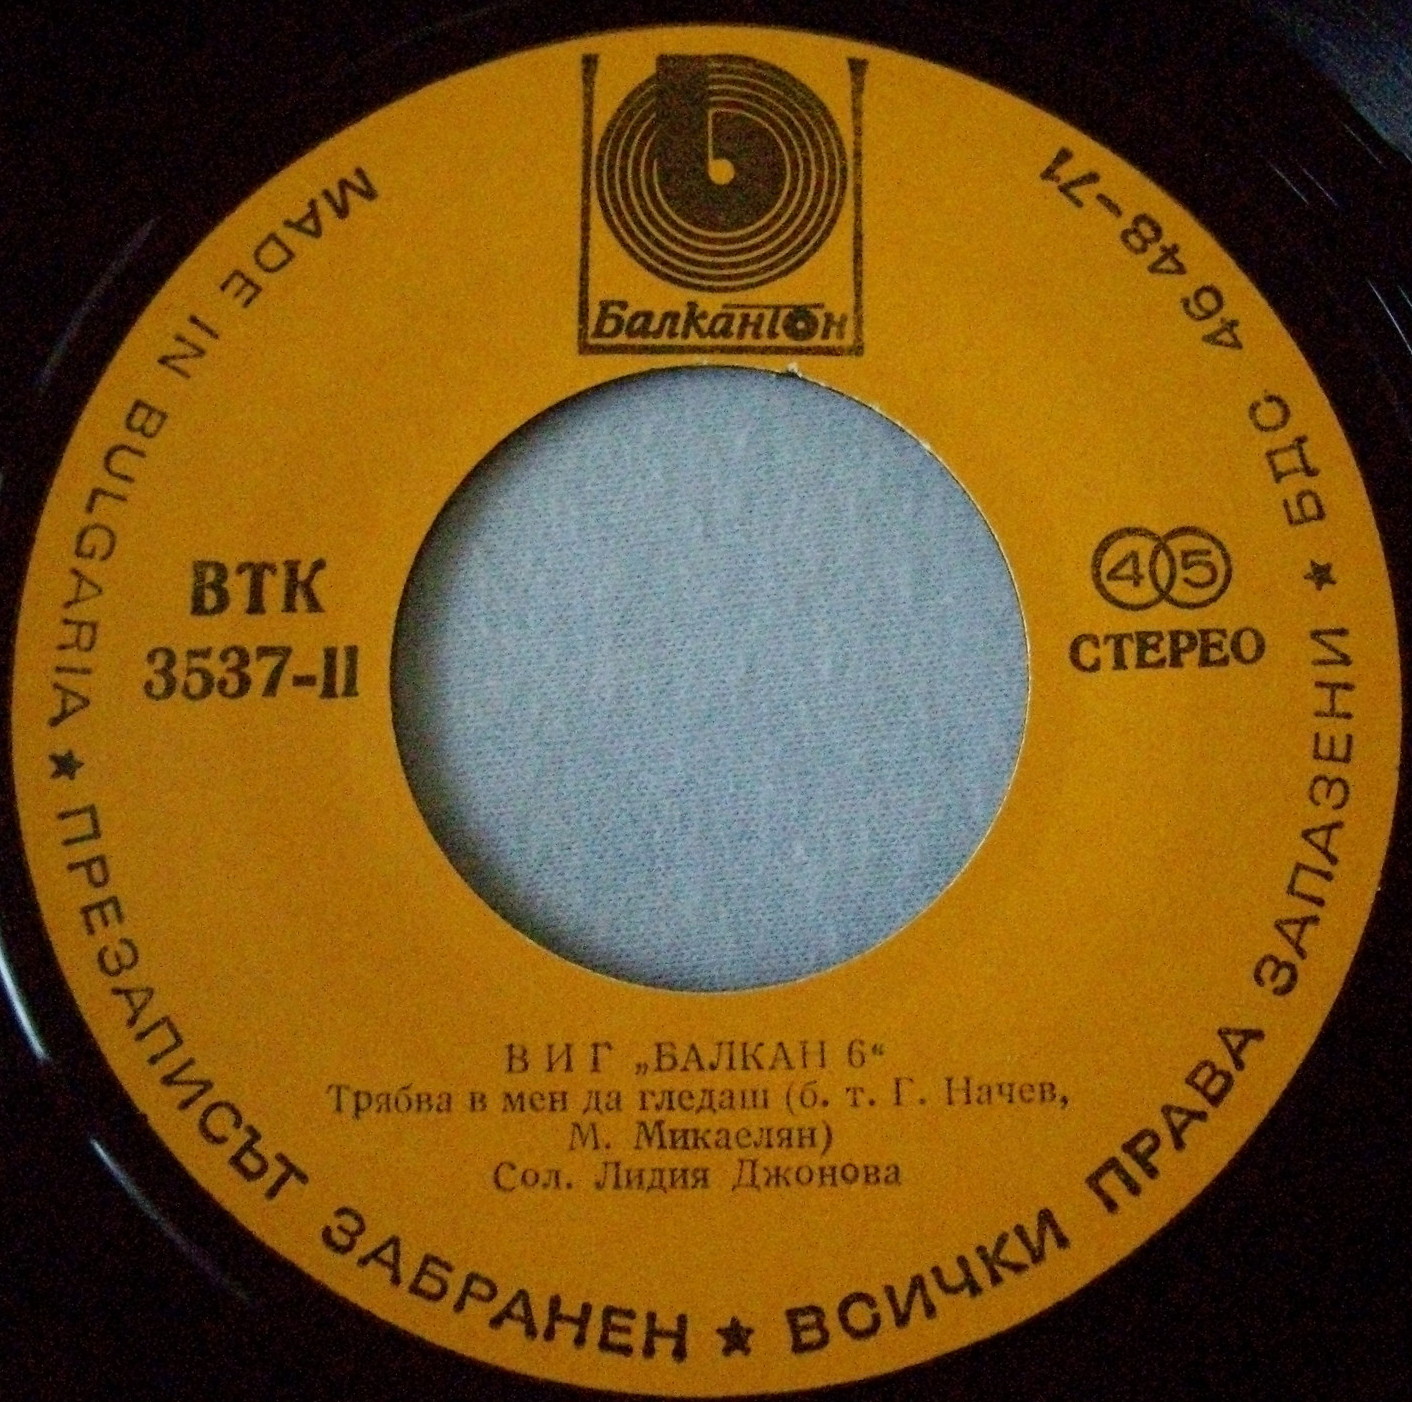 Балкантон
MADE IN BULGARIA ★ ПРЕЗАПИСЪТ ЗАБРАНЕН ★ ВСИЧКИ ПРАВА ЗАПАЗЕНИ ★ БДС 4648-71
ВТК
3537-II
45
СТЕРЕО
В И Г „БАЛКАН 6“
Трябва в мен да гледаш (б. т. Г. Начев,
М. Микаелян)
Сол. Лидия Джонова